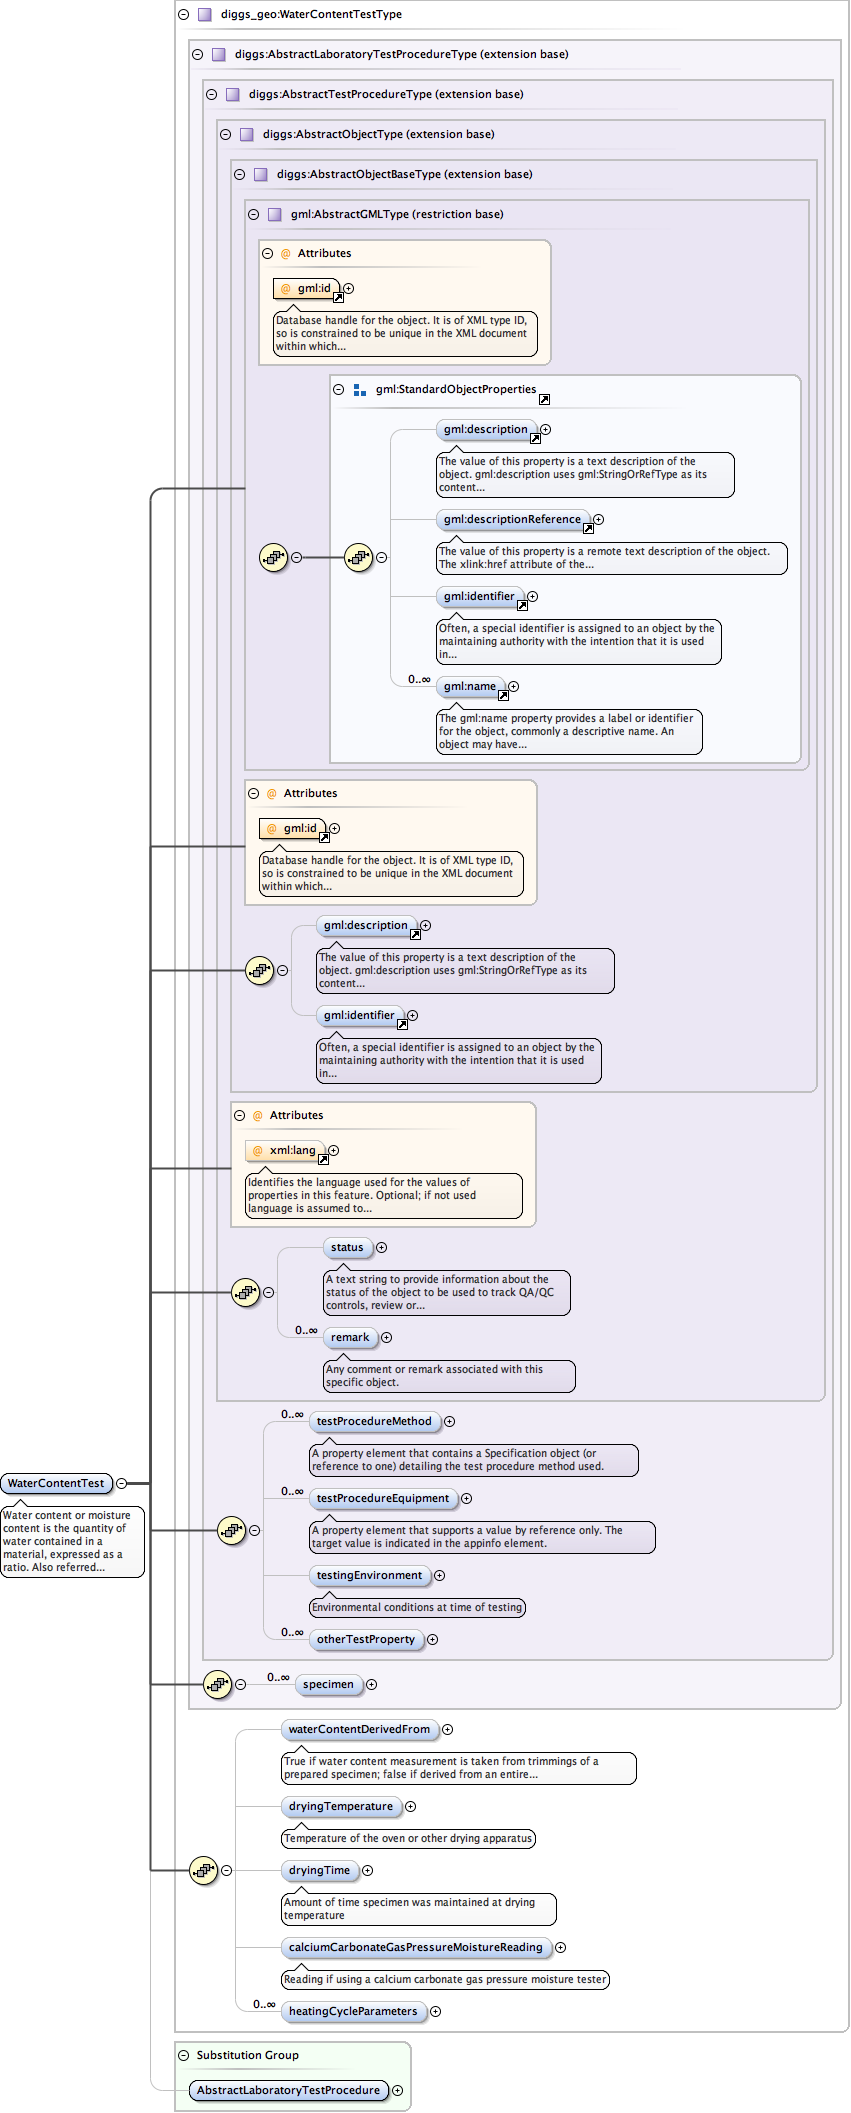 diggs_geo:WaterContentTestType
diggs:AbstractLaboratoryTestProcedureType (extension base)
diggs:AbstractTestProcedureType (extension base)
diggs:AbstractObjectType (extension base)
diggs:AbstractObjectBaseType (extension base)
gml:AbstractGMLType (restriction base)
@ Attributes
@ gml:id
Database handle for the object. It is of XML type ID,
so is constrained to be unique in the XML document
within which...
gml:StandardObjectProperties
gml:description
The value of this property is a text description of the
object. gml:description uses gml:StringOrRefType as its
content...
gml:descriptionReference
The value of this property is a remote text description of the object.
The xlink:href attribute of the...
gml:identifier
Often, a special identifier is assigned to an object by the
maintaining authority with the intention that it is used
in...
0..∞
gml:name
The gml:name property provides a label or identifier
for the object, commonly a descriptive name. An
object may have...
@ Attributes
@ gml:id
Database handle for the object. It is of XML type ID,
so is constrained to be unique in the XML document
within which...
gml:description
The value of this property is a text description of the
object. gml:description uses gml:StringOrRefType as its
content...
gml:identifier
Often, a special identifier is assigned to an object by the
maintaining authority with the intention that it is used
in...
@ Attributes
@ xml:lang
Identifies the language used for the values of
properties in this feature. Optional; if not used
language is assumed to...
status
A text string to provide information about the
status of the object to be used to track QA/QC
controls, review or...
0..∞
remark
Any comment or remark associated with this
specific object.
0..∞
testProcedureMethod
A property element that contains a Specification object (or
reference to one) detailing the test procedure method used.
0..∞
testProcedureEquipment
A property element that supports a value by reference only. The
target value is indicated in the appinfo element.
testingEnvironment
Environmental conditions at time of testing
0..∞
otherTestProperty
WaterContentTest
Water content or moisture
content is the quantity of
water contained in a
material, expressed as a
ratio. Also referred...
0..∞
specimen
waterContentDerivedFrom
True if water content measurement is taken from trimmings of a
prepared specimen; false if derived from an entire...
dryingTemperature
Temperature of the oven or other drying apparatus
dryingTime
Amount of time specimen was maintained at drying
temperature
calciumCarbonateGasPressureMoistureReading
Reading if using a calcium carbonate gas pressure moisture tester
0..∞
heatingCycleParameters
Substitution Group
AbstractLaboratoryTestProcedure